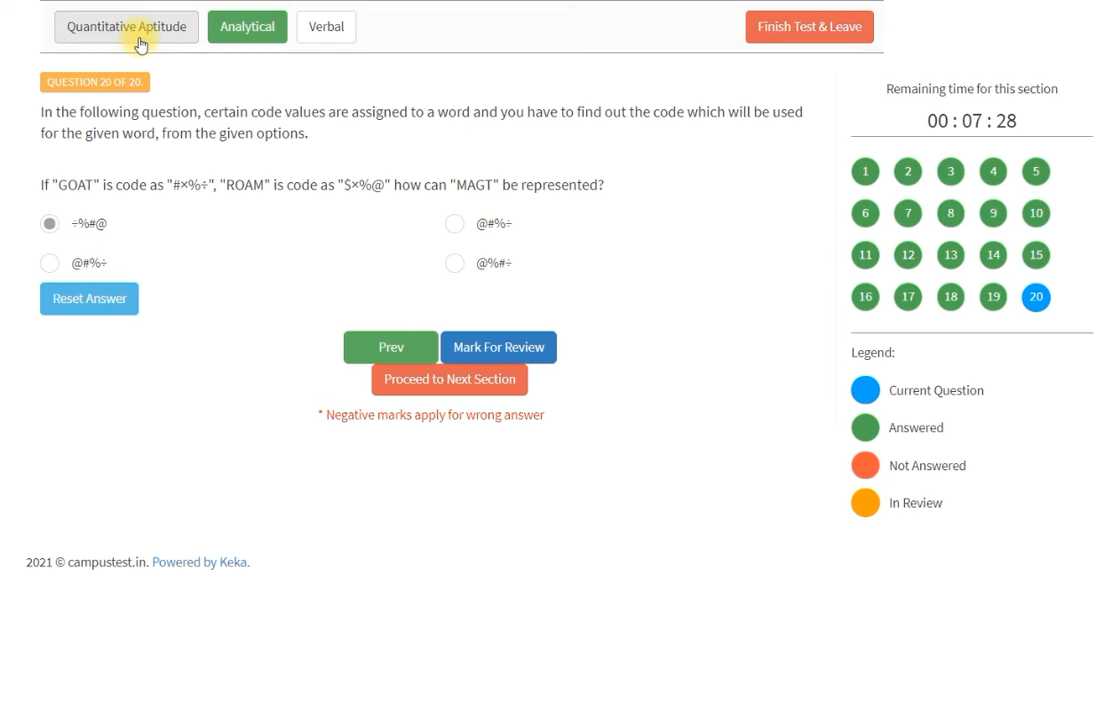 Quantitative Aptitude
Analytical
Verbal
Finish Test & Leave
QUESTION 20 OF 20.
In the following question, certain code values are assigned to a word and you have to find out the code which will be used
for the given word, from the given options.
If "GOAT" is code as "#×%÷", "ROAM" is code as "$×%@" how can "MAGT" be represented?
÷%#@
@#%÷
@#%÷
@%#÷
Reset Answer
Prev
Mark For Review
Proceed to Next Section
* Negative marks apply for wrong answer
Remaining time for this section
00 : 07 : 28
1 2 3 4 5
6 7 8 9 10
11 12 13 14 15
16 17 18 19 20
Legend:
Current Question
Answered
Not Answered
In Review
2021 © campustest.in. Powered by Keka.